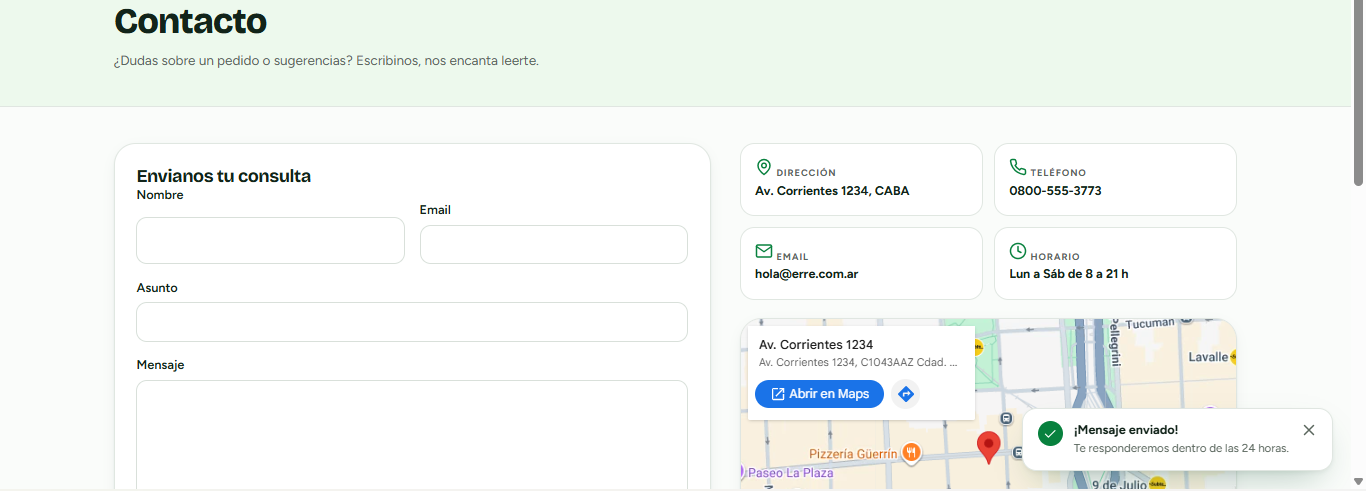 Contacto
¿Dudas sobre un pedido o sugerencias? Escribinos, nos encanta leerte.
Envianos tu consulta
Nombre
Email
Asunto
Mensaje
DIRECCIÓN
Av. Corrientes 1234, CABA
TELÉFONO
0800-555-3773
EMAIL
hola@erre.com.ar
HORARIO
Lun a Sáb de 8 a 21 h
Av. Corrientes 1234
Av. Corrientes 1234, C1043AAZ Cdad. ...
Abrir en Maps
Tucumán
Pellegrini
Lavalle
Pizzería Güerrín
Paseo La Plaza
9 de Julio
¡Mensaje enviado!
Te responderemos dentro de las 24 horas.